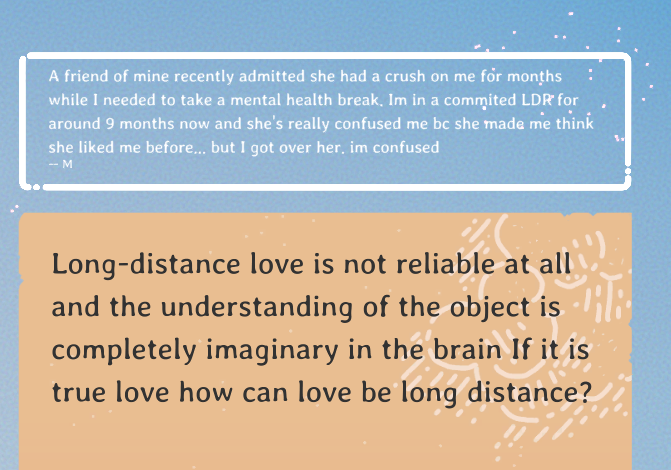 A friend of mine recently admitted she had a crush on me for months
while I needed to take a mental health break. Im in a commited LDR for
around 9 months now and she's really confused me bc she made me think
she liked me before... but I got over her. im confused
-- M
Long-distance love is not reliable at all
and the understanding of the object is
completely imaginary in the brain If it is
true love how can love be long distance?